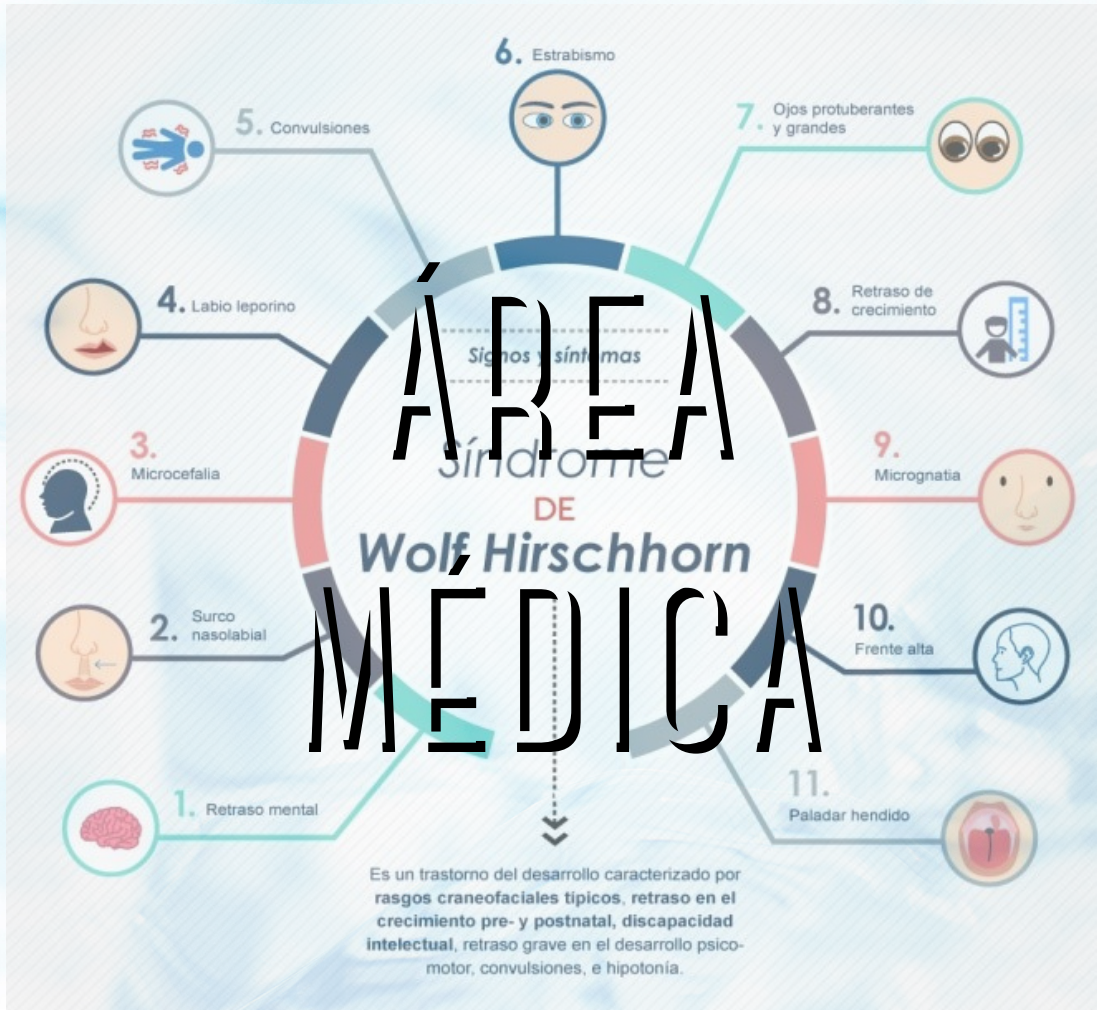 6. Estrabismo
5. Convulsiones
7. Ojos protuberantes
y grandes
4. Labio leporino
8. Retraso de
crecimiento
ÁREA
Signos y síntomas
3.
Microcefalia
Síndrome
9.
Micrognatia
DE
Wolf Hirschhorn
MÉDICA
2. Surco
nasolabial
10.
Frente alta
1. Retraso mental
11.
Paladar hendido
Es un trastorno del desarrollo caracterizado por
rasgos craneofaciales típicos, retraso en el
crecimiento pre- y postnatal, discapacidad
intelectual, retraso grave en el desarrollo psico-
motor, convulsiones, e hipotonía.